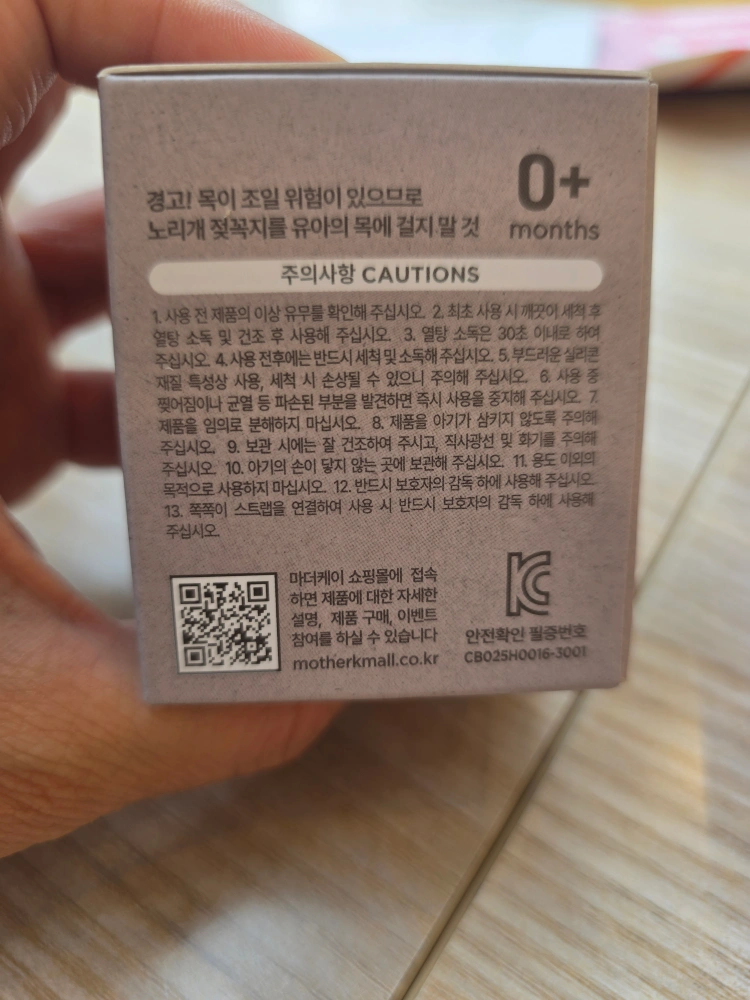 경고! 목이 조일 위험이 있으므로
노리개 젖꼭지를 유아의 목에 걸지 말 것
0+
months
주의사항 CAUTIONS
1. 사용 전 제품의 이상 유무를 확인해 주십시오. 2. 최초 사용 시 깨끗이 세척 후
열탕 소독 및 건조 후 사용해 주십시오. 3. 열탕 소독은 30초 이내로 하여
주십시오. 4. 사용 전후에는 반드시 세척 및 소독해 주십시오. 5. 부드러운 실리콘
재질 특성상 사용, 세척 시 손상될 수 있으니 주의해 주십시오. 6. 사용 중
찢어짐이나 균열 등 파손된 부분을 발견하면 즉시 사용을 중지해 주십시오. 7.
제품을 임의로 분해하지 마십시오. 8. 제품을 아기가 삼키지 않도록 주의해
주십시오. 9. 보관 시에는 잘 건조하여 주시고, 직사광선 및 화기를 주의해
주십시오. 10. 아기의 손이 닿지 않는 곳에 보관해 주십시오. 11. 용도 이외의
목적으로 사용하지 마십시오. 12. 반드시 보호자의 감독 하에 사용해 주십시오.
13. 쪽쪽이 스트랩을 연결하여 사용 시 반드시 보호자의 감독 하에 사용해
주십시오.
마더케이 쇼핑몰에 접속
하면 제품에 대한 자세한
설명, 제품 구매, 이벤트
참여를 하실 수 있습니다
motherkmall.co.kr
KC
안전확인 필증번호
CB025H0016-3001